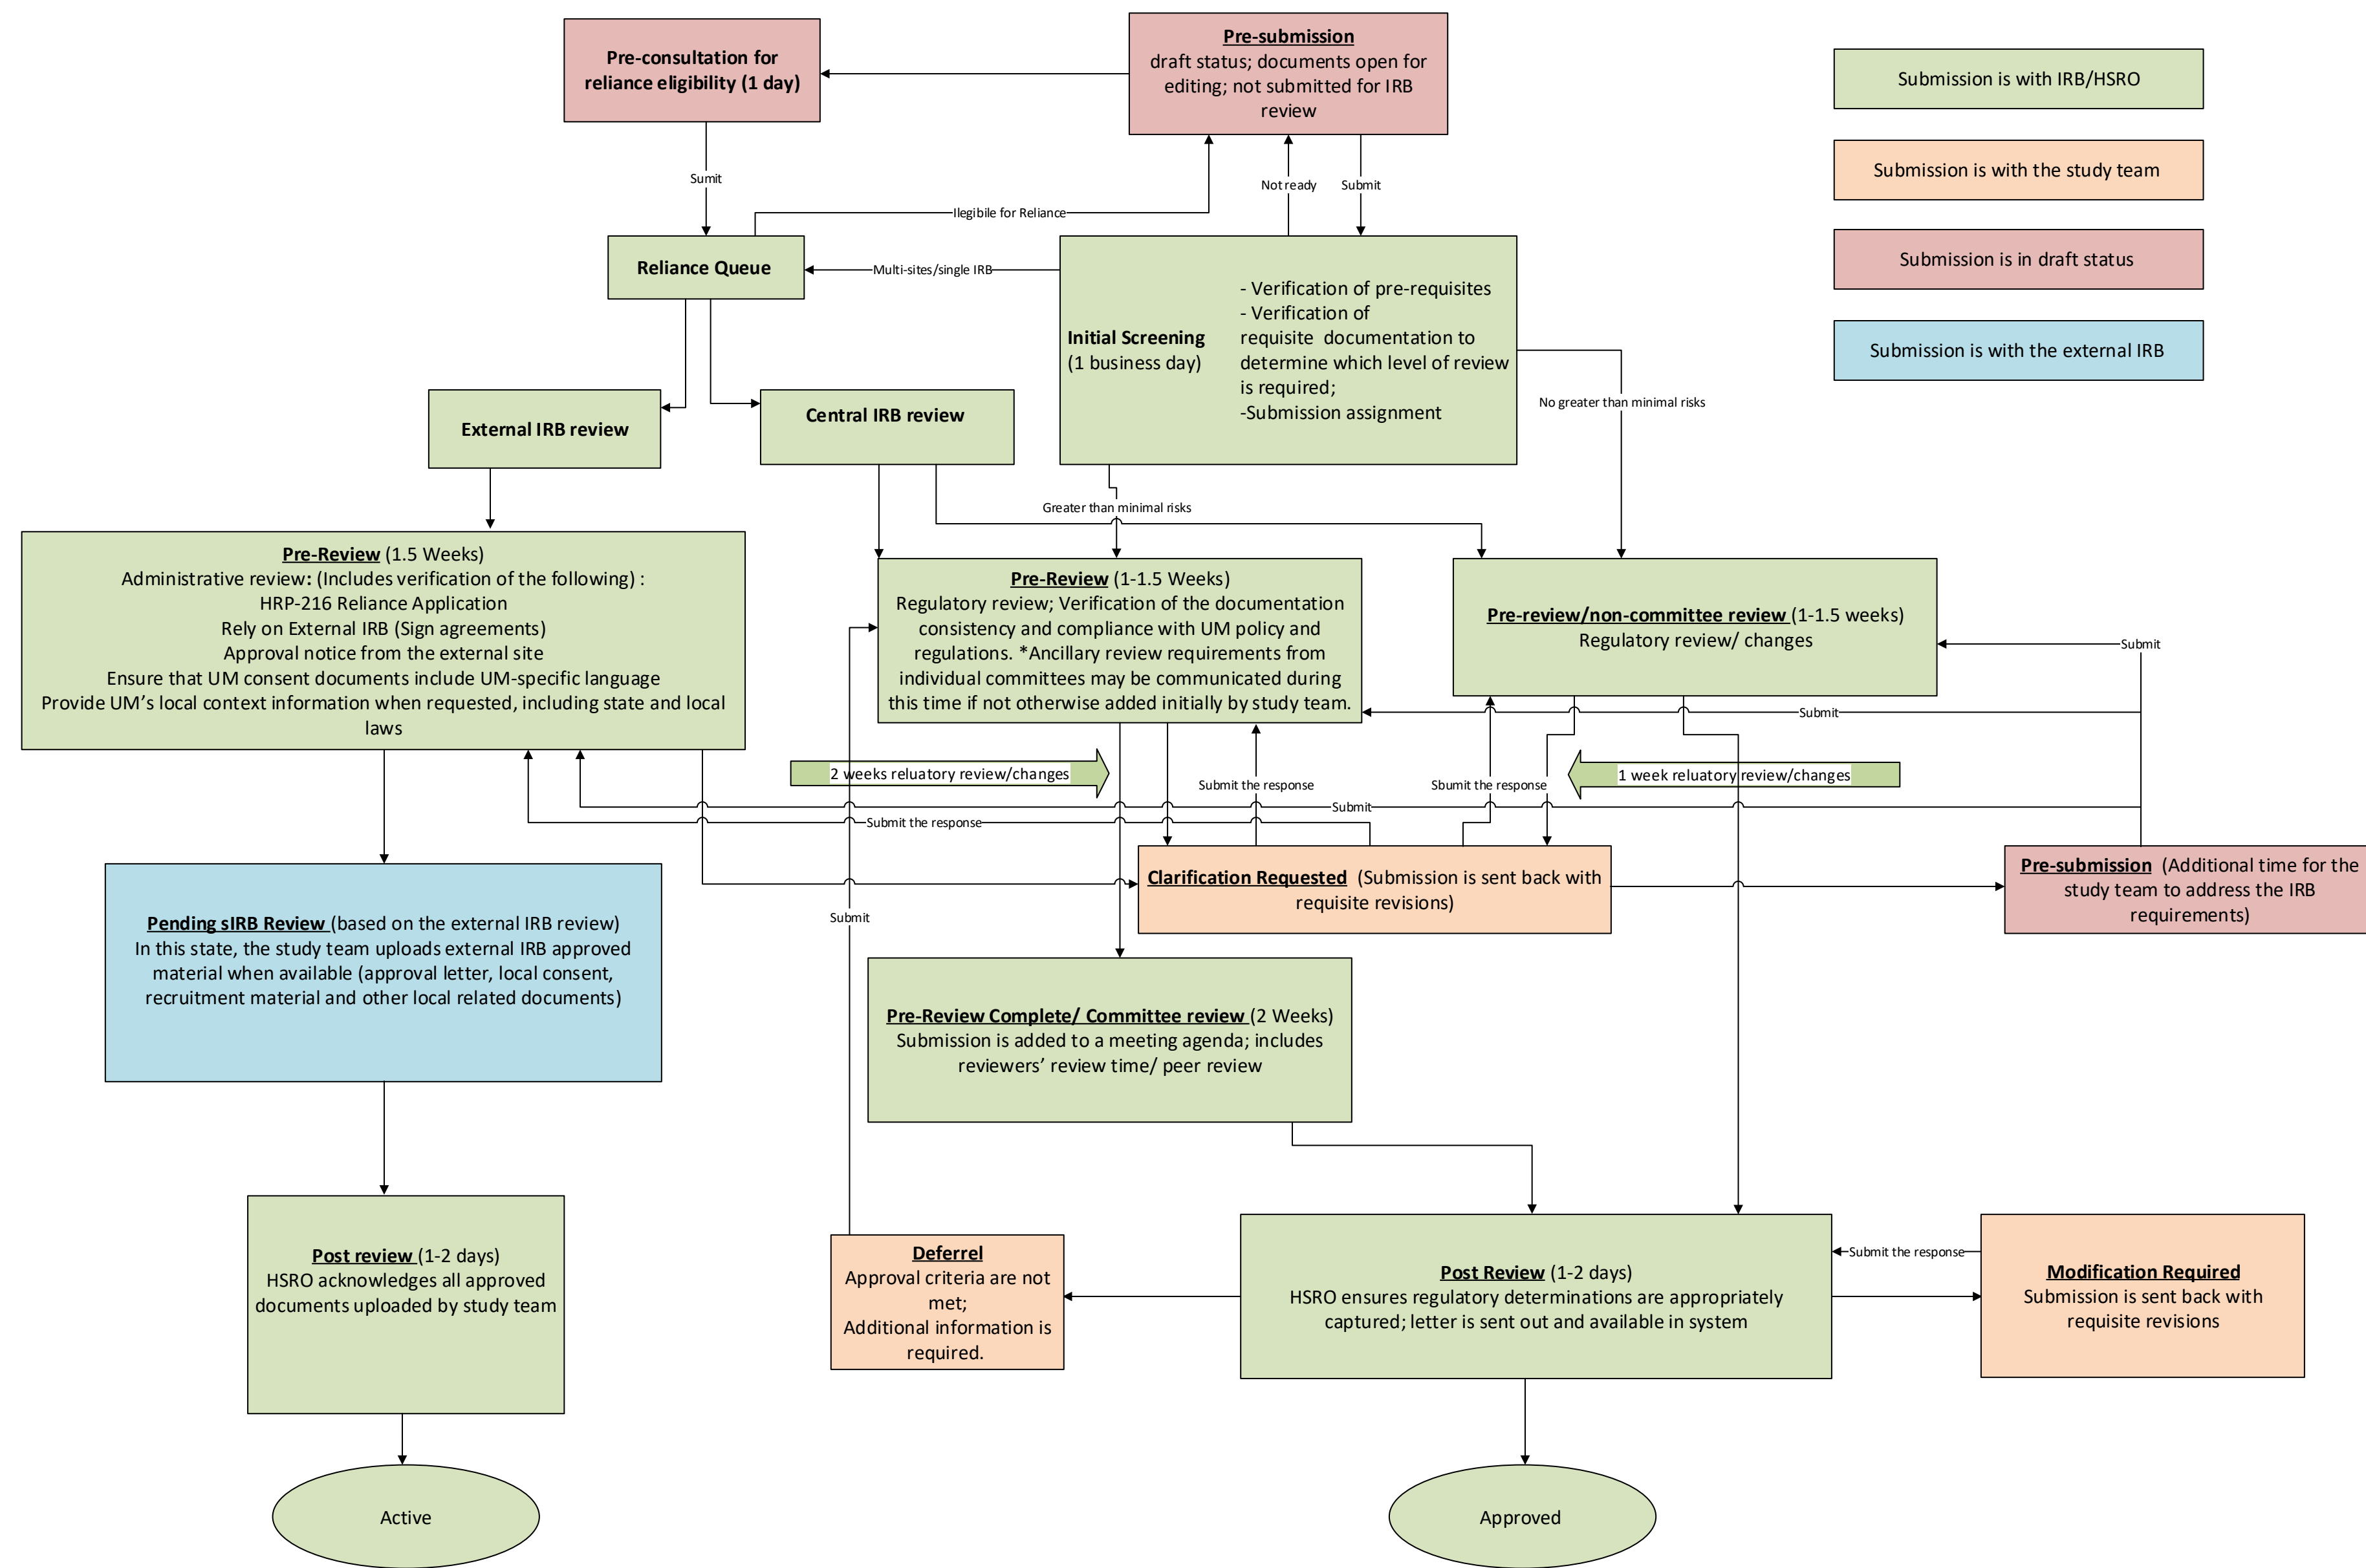 Pre-consultation for
reliance eligibility (1 day)
Pre-submission
draft status; documents open for
editing; not submitted for IRB
review
Submission is with IRB/HSRO
Submission is with the study team
Submission is in draft status
Submission is with the external IRB
Sumit
Not ready
Submit
Ilegibile for Reliance
Reliance Queue
Multi-sites/single IRB
Initial Screening
(1 business day)
- Verification of pre-requisites
- Verification of
requisite documentation to
determine which level of review
is required;
-Submission assignment
No greater than minimal risks
External IRB review
Central IRB review
Greater than minimal risks
Pre-Review (1.5 Weeks)
Administrative review: (Includes verification of the following) :
HRP-216 Reliance Application
Rely on External IRB (Sign agreements)
Approval notice from the external site
Ensure that UM consent documents include UM-specific language
Provide UM’s local context information when requested, including state and local
laws
Pre-Review (1-1.5 Weeks)
Regulatory review; Verification of the documentation
consistency and compliance with UM policy and
regulations. *Ancillary review requirements from
individual committees may be communicated during
this time if not otherwise added initially by study team.
Pre-review/non-committee review (1-1.5 weeks)
Regulatory review/ changes
Submit
Submit
2 weeks reluatory review/changes
Submit the response
Sbumit the response
1 week reluatory review/changes
Submit
Submit the response
Clarification Requested (Submission is sent back with
requisite revisions)
Pre-submission (Additional time for the
study team to address the IRB
requirements)
Submit
Pending sIRB Review (based on the external IRB review)
In this state, the study team uploads external IRB approved
material when available (approval letter, local consent,
recruitment material and other local related documents)
Pre-Review Complete/ Committee review (2 Weeks)
Submission is added to a meeting agenda; includes
reviewers’ review time/ peer review
Post review (1-2 days)
HSRO acknowledges all approved
documents uploaded by study team
Deferrel
Approval criteria are not
met;
Additional information is
required.
Post Review (1-2 days)
HSRO ensures regulatory determinations are appropriately
captured; letter is sent out and available in system
Submit the response
Modification Required
Submission is sent back with
requisite revisions
Active
Approved